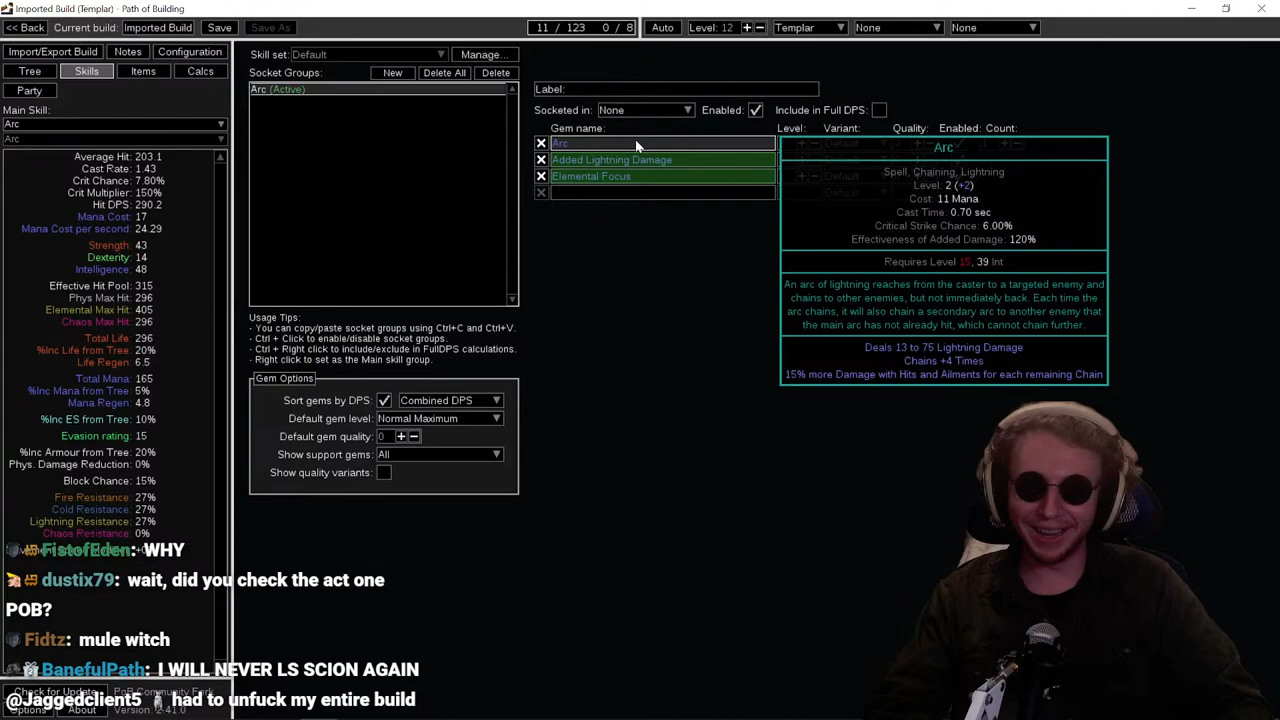 Imported Build (Templar) - Path of Building
<< Back
Current build:
Imported Build
Save
Save As
11 / 123
0 / 8
Auto
Level: 12
+
−
Templar
None
None
Import/Export Build
Notes
Configuration
Tree
Skills
Items
Calcs
Party
Main Skill:
Arc
Arc
Average Hit: 203.1
Cast Rate: 1.43
Crit Chance: 7.80%
Crit Multiplier: 150%
Hit DPS: 290.2
Mana Cost: 17
Mana Cost per second: 24.29
Strength: 43
Dexterity: 14
Intelligence: 48
Effective Hit Pool: 315
Phys Max Hit: 296
Elemental Max Hit: 405
Chaos Max Hit: 296
Total Life: 296
%Inc Life from Tree: 20%
Life Regen: 6.5
Total Mana: 165
%Inc Mana from Tree: 5%
Mana Regen: 4.8
%Inc ES from Tree: 10%
Evasion rating: 15
%Inc Armour from Tree: 20%
Phys. Damage Reduction: 0%
Block Chance: 15%
Fire Resistance: 27%
Cold Resistance: 27%
Lightning Resistance: 27%
Chaos Resistance: 0%
Skill set:
Default
Manage...
Socket Groups:
New
Delete All
Delete
Arc (Active)
Usage Tips:
- You can copy/paste socket groups using Ctrl+C and Ctrl+V.
- Ctrl + Click to enable/disable socket groups.
- Ctrl + Right click to include/exclude in FullDPS calculations.
- Right click to set as the Main skill group.
Gem Options
Sort gems by DPS:
Combined DPS
Default gem level:
Normal Maximum
Default gem quality:
0
+
−
Show support gems:
All
Show quality variants:
Label:
Socketed in:
None
Enabled:
Include in Full DPS:
Gem name:
Level:
Variant:
Quality:
Enabled:
Count:
Arc
Added Lightning Damage
Elemental Focus
Arc
Spell, Chaining, Lightning
Level: 2 (+2)
Cost: 11 Mana
Cast Time: 0.70 sec
Critical Strike Chance: 6.00%
Effectiveness of Added Damage: 120%
Requires Level 15, 39 Int
An arc of lightning reaches from the caster to a targeted enemy and
chains to other enemies, but not immediately back. Each time the
arc chains, it will also chain a secondary arc to another enemy that
the main arc has not already hit, which cannot chain further.
Deals 13 to 75 Lightning Damage
Chains +4 Times
15% more Damage with Hits and Ailments for each remaining Chain
FistofEden: WHY
dustix79: wait, did you check the act one
POB?
Fidtz: mule witch
BanefulPath: I WILL NEVER LS SCION AGAIN
@Jaggedclient5 had to unfuck my entire build
Check for Update
PoB Community Fork
Options
About
Version: 2.41.0